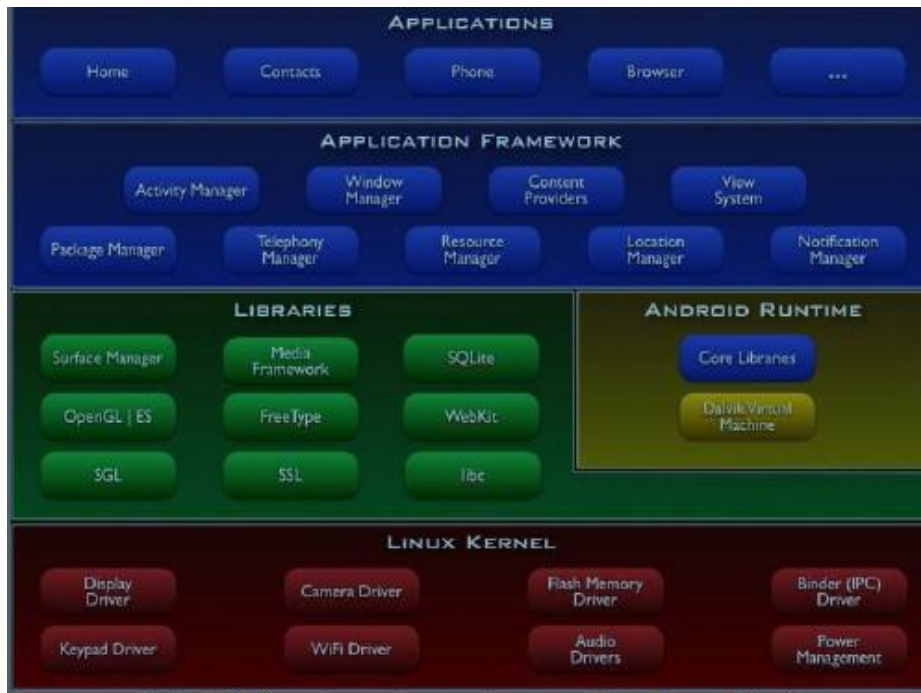 APPLICATIONS
Home
Contacts
Phone
Browser
...
APPLICATION FRAMEWORK
Activity Manager
Window
Manager
Content
Providers
View
System
Package Manager
Telephony
Manager
Resource
Manager
Location
Manager
Notification
Manager
LIBRARIES
Surface Manager
Media
Framework
SQLite
OpenGL | ES
FreeType
WebKit
SGL
SSL
libc
ANDROID RUNTIME
Core Libraries
Dalvik Virtual
Machine
LINUX KERNEL
Display
Driver
Camera Driver
Flash Memory
Driver
Binder (IPC)
Driver
Keypad Driver
WiFi Driver
Audio
Drivers
Power
Management